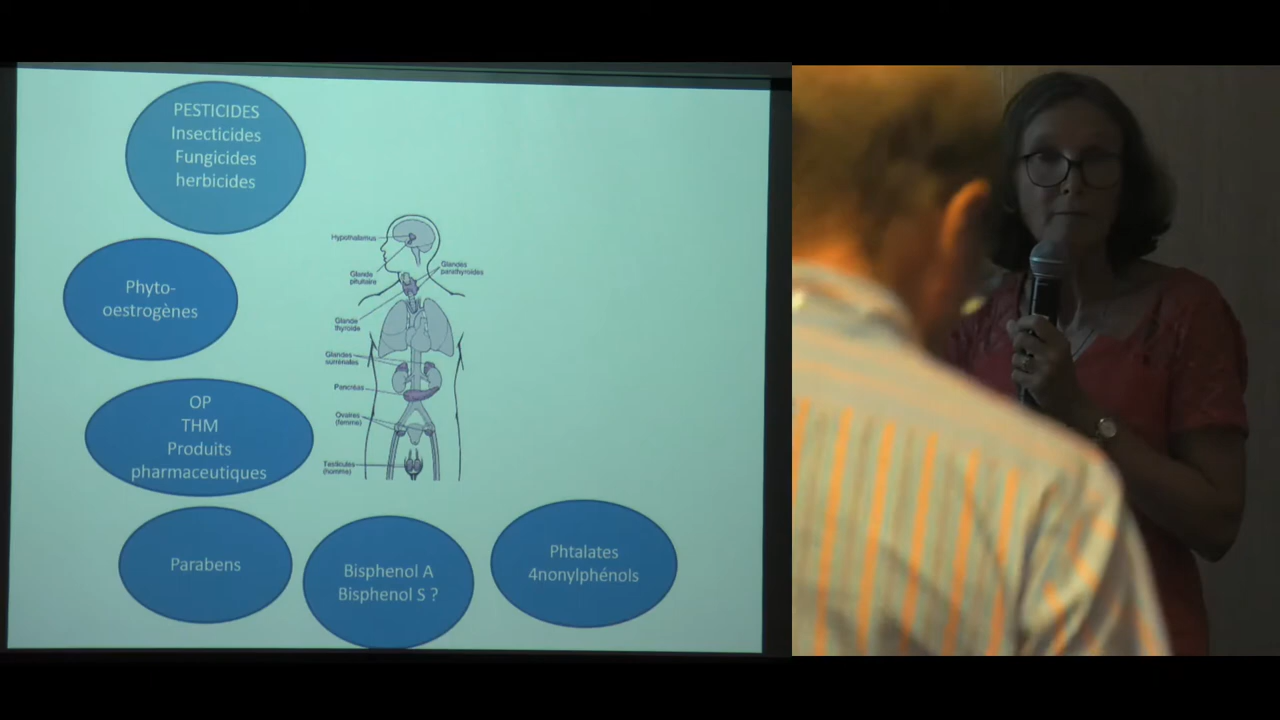 PESTICIDES
Insecticides
Fungicides
herbicides
Phyto-
oestrogènes
OP
THM
Produits
pharmaceutiques
Parabens
Bisphenol A
Bisphenol S ?
Phtalates
4nonylphénols
Hypothalamus
Glandes
parathyroïdes
Glande
pituitaire
Glande
thyroïde
Glandes
surrénales
Pancréas
Ovaires
(femme)
Testicules
(homme)